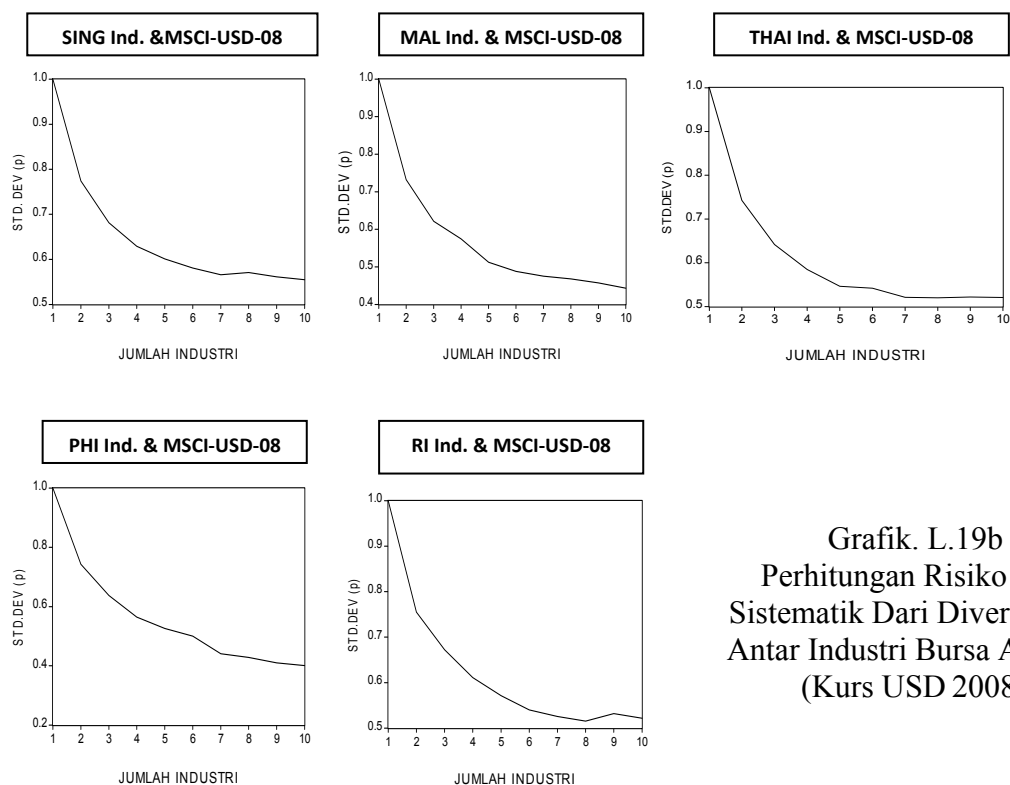 SING Ind. &MSCI-USD-08
MAL Ind. & MSCI-USD-08
THAI Ind. & MSCI-USD-08
STD. DEV (p)
1.0
0.9
0.8
0.7
0.6
0.5
1 2 3 4 5 6 7 8 9 10
JUMLAH INDUSTRI
STD.DEV (p)
1.0
0.9
0.8
0.7
0.6
0.5
0.4
1 2 3 4 5 6 7 8 9 10
JUMLAH INDUSTRI
STD.DEV (p)
1.0
0.9
0.8
0.7
0.6
0.5
1 2 3 4 5 6 7 8 9 10
JUMLAH INDUSTRI
PHI Ind. & MSCI-USD-08
RI Ind. & MSCI-USD-08
STD.DEV (p)
1.0
0.8
0.6
0.4
0.2
1 2 3 4 5 6 7 8 9 10
JUMLAH INDUSTRI
STD.DEV (p)
1.0
0.9
0.8
0.7
0.6
0.5
1 2 3 4 5 6 7 8 9 10
JUMLAH INDUSTRI
Grafik. L.19b
Perhitungan Risiko
Sistematik Dari Diver
Antar Industri Bursa
(Kurs USD 2008